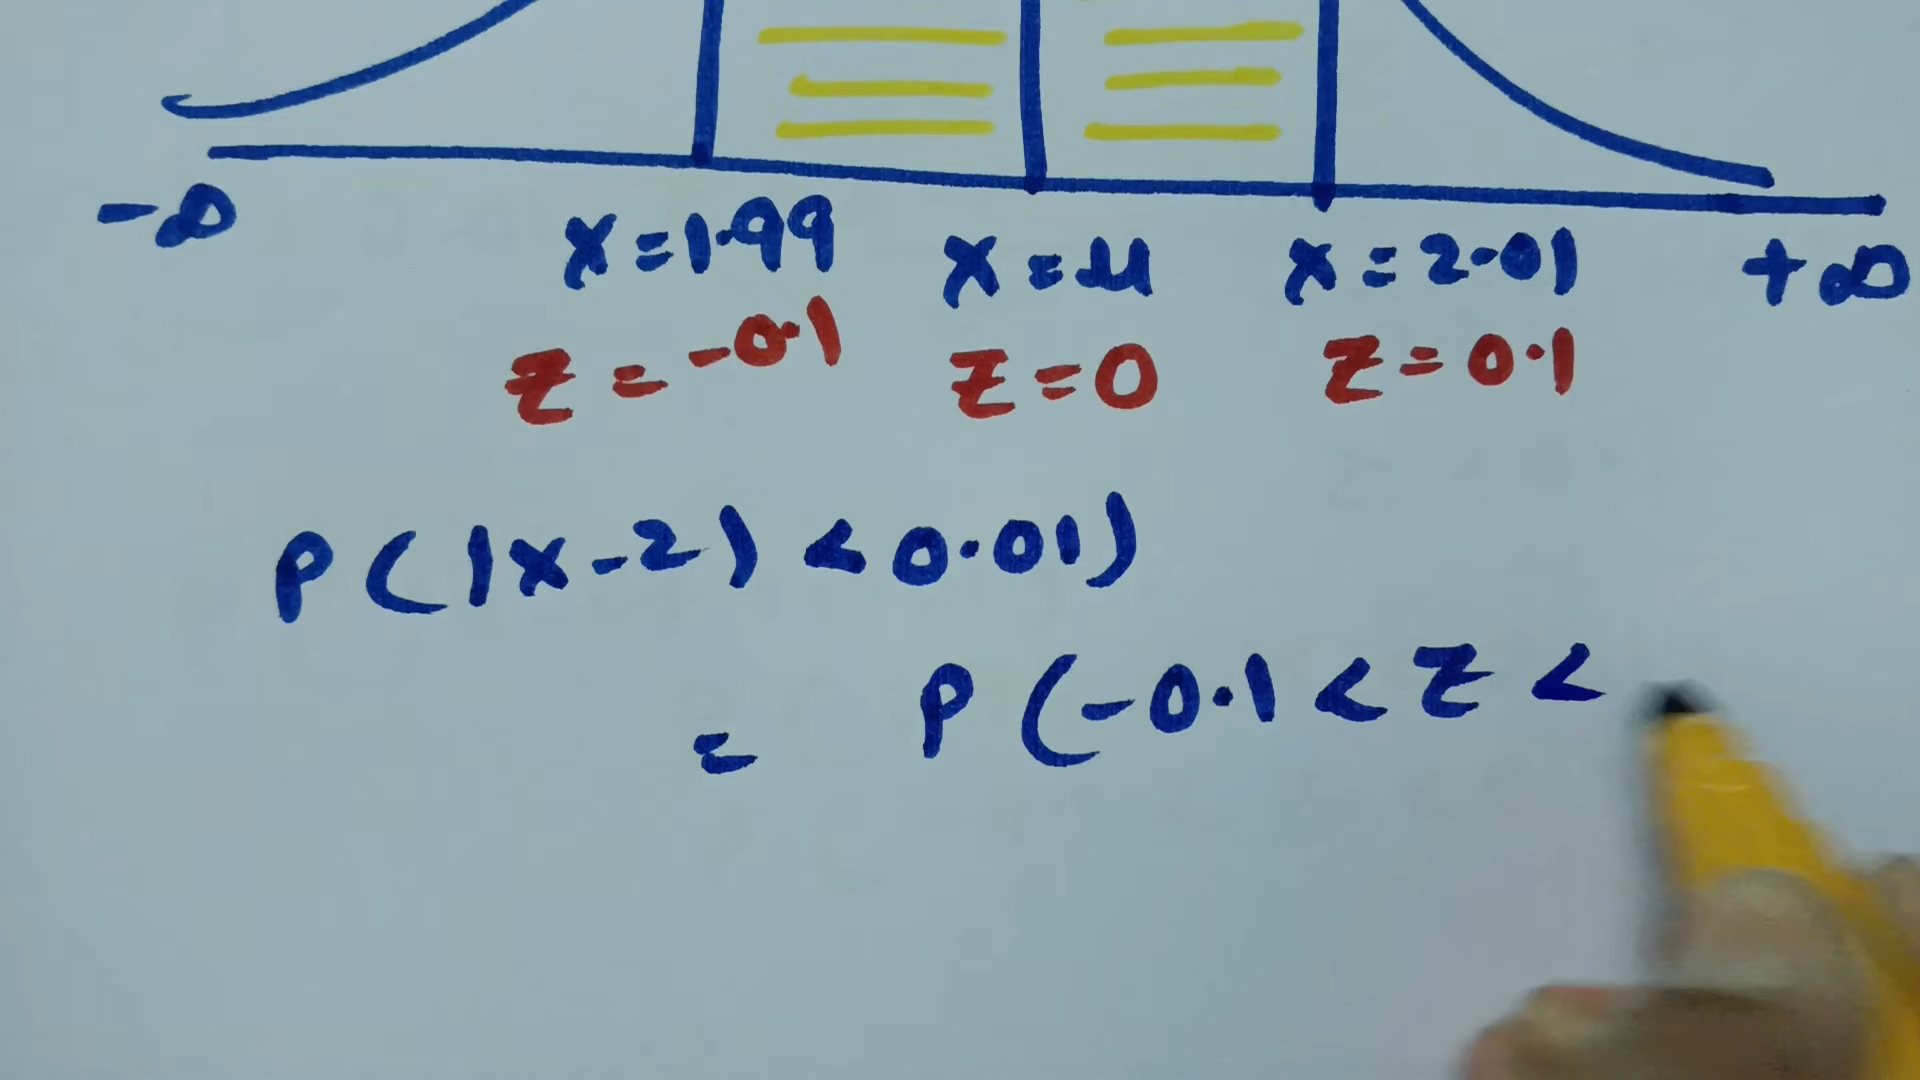 -∞ x=1.99 x=μ x=2.01 +∞
z=-0.1 z=0 z=0.1
P(|x-2|<0.01)
= P(-0.1<z<